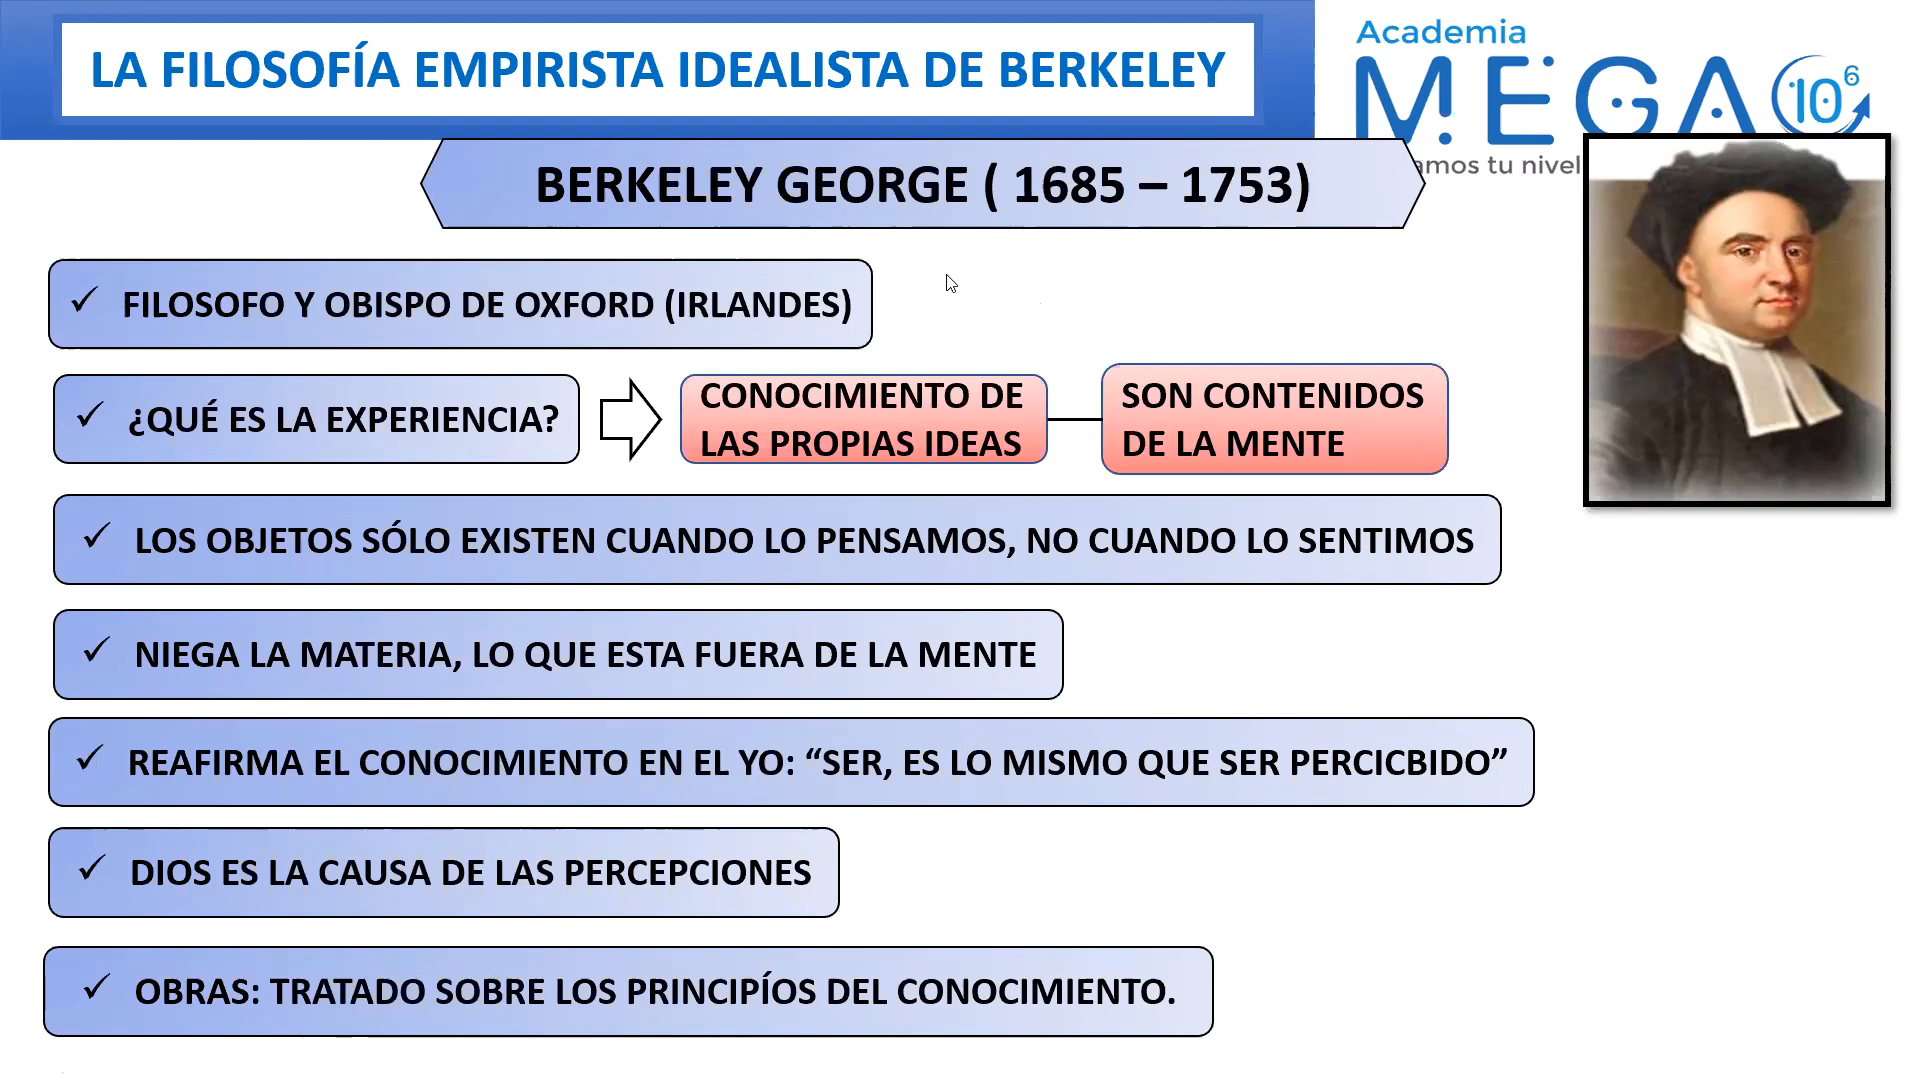 LA FILOSOFÍA EMPIRISTA IDEALISTA DE BERKELEY
Academia
MEGA 10⁶
amos tu nivel
BERKELEY GEORGE ( 1685 – 1753)
✓ FILOSOFO Y OBISPO DE OXFORD (IRLANDES)
✓ ¿QUÉ ES LA EXPERIENCIA?
CONOCIMIENTO DE
LAS PROPIAS IDEAS
SON CONTENIDOS
DE LA MENTE
✓ LOS OBJETOS SÓLO EXISTEN CUANDO LO PENSAMOS, NO CUANDO LO SENTIMOS
✓ NIEGA LA MATERIA, LO QUE ESTA FUERA DE LA MENTE
✓ REAFIRMA EL CONOCIMIENTO EN EL YO: “SER, ES LO MISMO QUE SER PERCICBIDO”
✓ DIOS ES LA CAUSA DE LAS PERCEPCIONES
✓ OBRAS: TRATADO SOBRE LOS PRINCIPÍOS DEL CONOCIMIENTO.